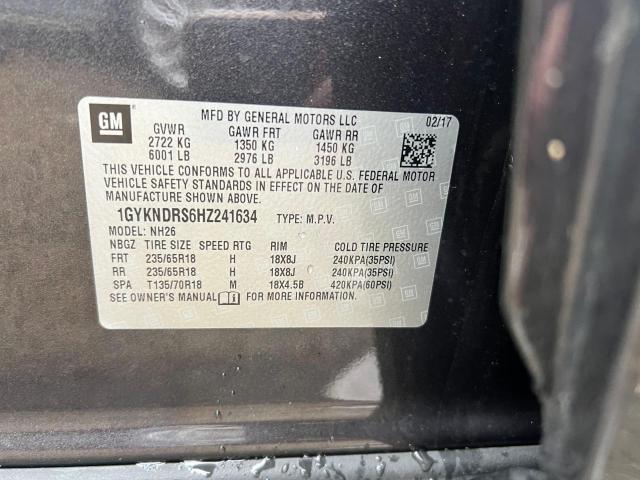 GM
MFD BY GENERAL MOTORS LLC 02/17
GVWR GAWR FRT GAWR RR
2722 KG 1350 KG 1450 KG
6001 LB 2976 LB 3196 LB
THIS VEHICLE CONFORMS TO ALL APPLICABLE U.S. FEDERAL MOTOR
VEHICLE SAFETY STANDARDS IN EFFECT ON THE DATE OF
MANUFACTURE SHOWN ABOVE.
1GYKNDRS6HZ241634 TYPE: M.P.V.
MODEL: NH26
NBGZ TIRE SIZE SPEED RTG RIM COLD TIRE PRESSURE
FRT 235/65R18 H 18X8J 240KPA(35PSI)
RR 235/65R18 H 18X8J 240KPA(35PSI)
SPA T135/70R18 M 18X4.5B 420KPA(60PSI)
SEE OWNER'S MANUAL FOR MORE INFORMATION.